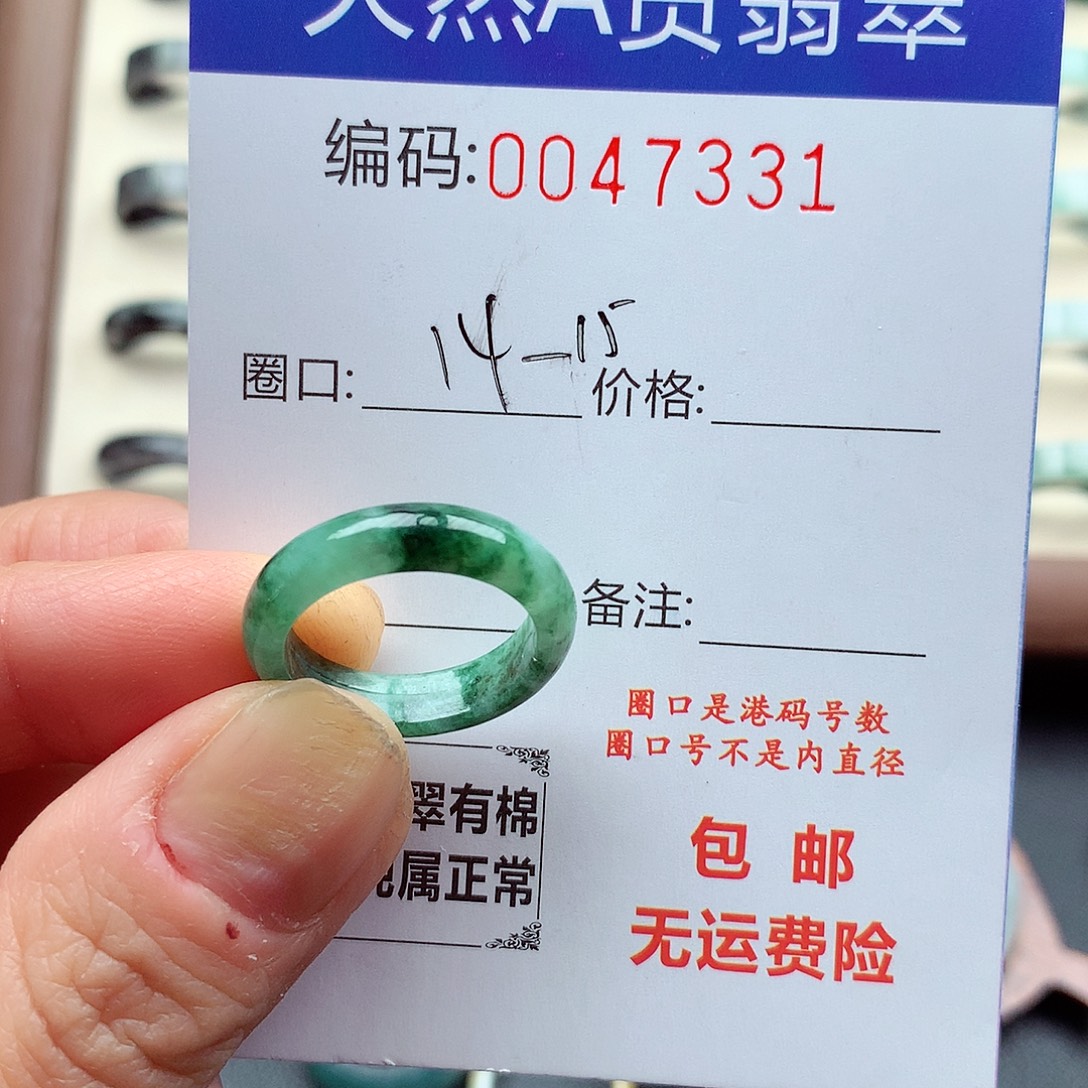 天然A货翡翠
编码:0047331
圈口: 14-15 价格:
备注:
圈口是港码号数
圈口号不是内直径
翠有棉
属正常
包邮
无运费险